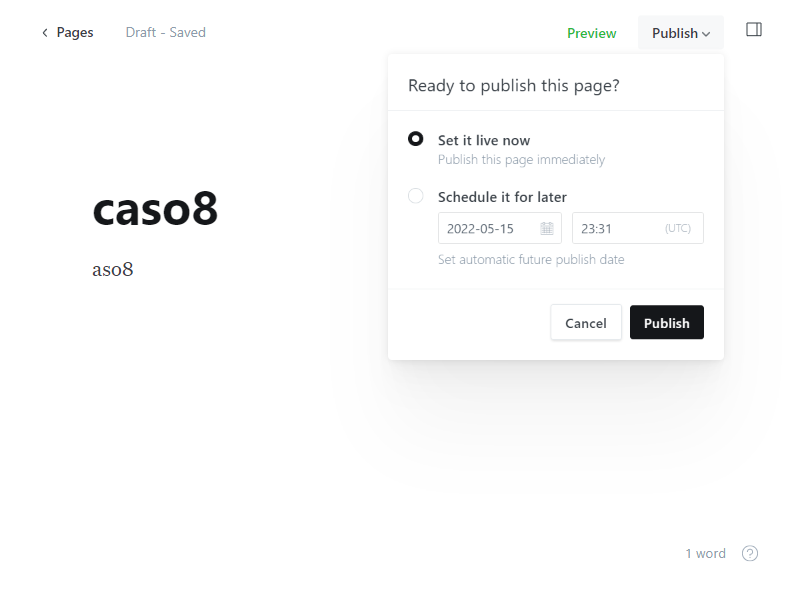 Pages
Draft - Saved
Preview
Publish
Ready to publish this page?
Set it live now
Publish this page immediately
Schedule it for later
2022-05-15
23:31
(UTC)
Set automatic future publish date
Cancel
Publish
caso8
aso8
1 word
?